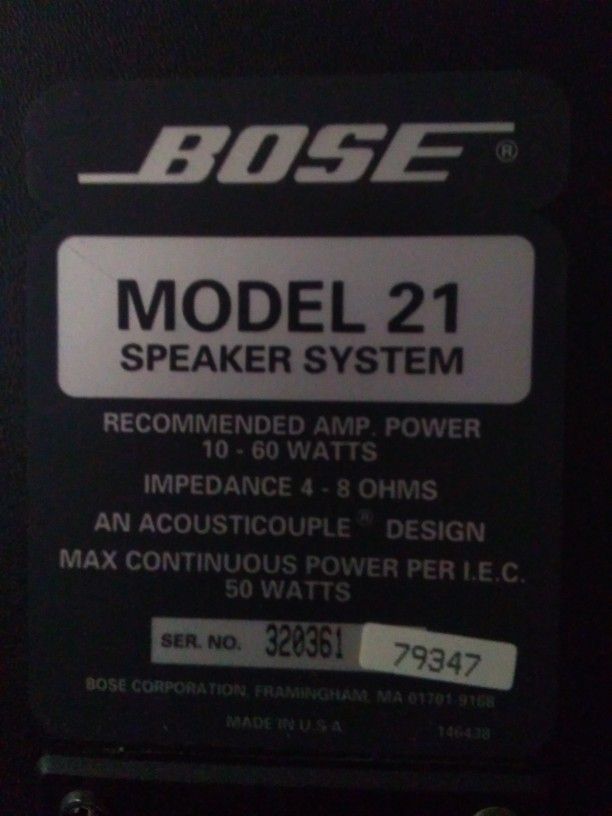 BOSE®
MODEL 21
SPEAKER SYSTEM
RECOMMENDED AMP. POWER
10 - 60 WATTS
IMPEDANCE 4 - 8 OHMS
AN ACOUSTICOUPLE® DESIGN
MAX CONTINUOUS POWER PER I.E.C.
50 WATTS
SER. NO. 320361 79347
BOSE CORPORATION, FRAMINGHAM, MA 01701-9168
MADE IN U.S.A. 146438